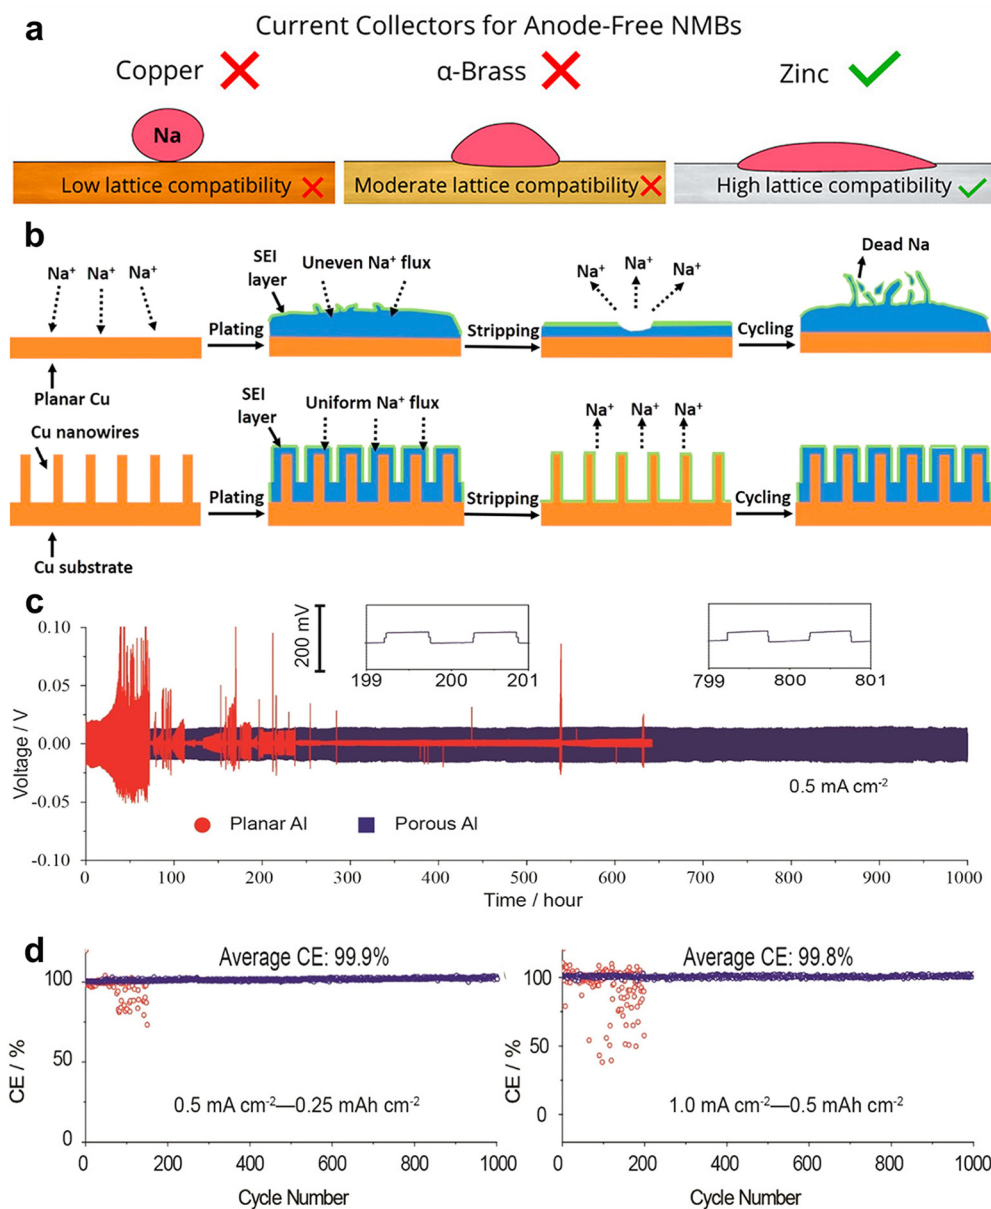 a
Current Collectors for Anode-Free NMBs
Copper
α-Brass
Zinc
Na
Low lattice compatibility
Moderate lattice compatibility
High lattice compatibility
b
Na⁺ Na⁺ Na⁺
SEI layer
Uneven Na⁺ flux
Na⁺ Na⁺ Na⁺
Dead Na
Plating
Stripping
Cycling
Planar Cu
Cu nanowires
SEI layer
Uniform Na⁺ flux
Na⁺ Na⁺ Na⁺
Plating
Stripping
Cycling
Cu substrate
c
Voltage / V
0.10
0.05
0.00
-0.05
-0.10
200 mV
199 200 201
799 800 801
0.5 mA cm⁻²
Planar Al
Porous Al
0 100 200 300 400 500 600 700 800 900 1000
Time / hour
d
Average CE: 99.9%
CE / %
100
50
0
0.5 mA cm⁻²—0.25 mAh cm⁻²
0 200 400 600 800 1000
Cycle Number
Average CE: 99.8%
CE / %
100
50
0
1.0 mA cm⁻²—0.5 mAh cm⁻²
0 200 400 600 800 1000
Cycle Number